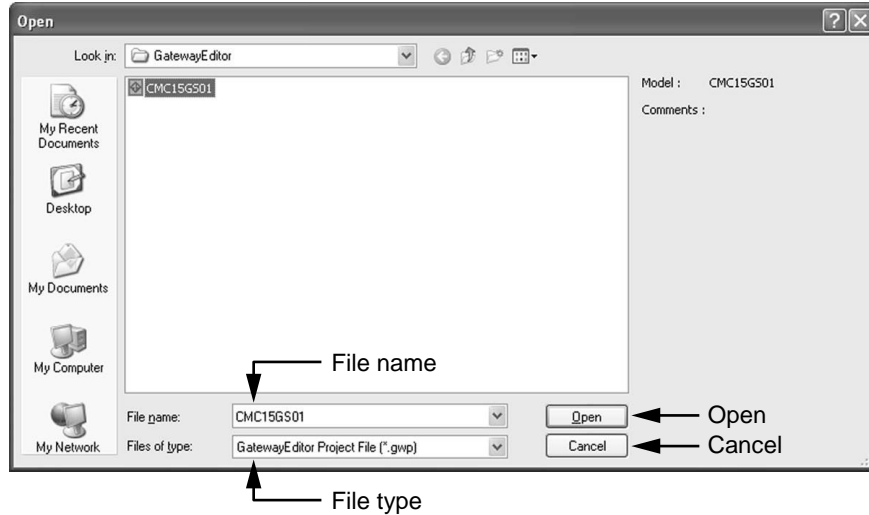 Open
Look in: GatewayEditor
CMC15GS01
Model : CMC15GS01
Comments :
My Recent
Documents
Desktop
My Documents
My Computer
My Network
File name
File name: CMC15GS01 Open
Open
Files of type: GatewayEditor Project File (*.gwp) Cancel
Cancel
File type